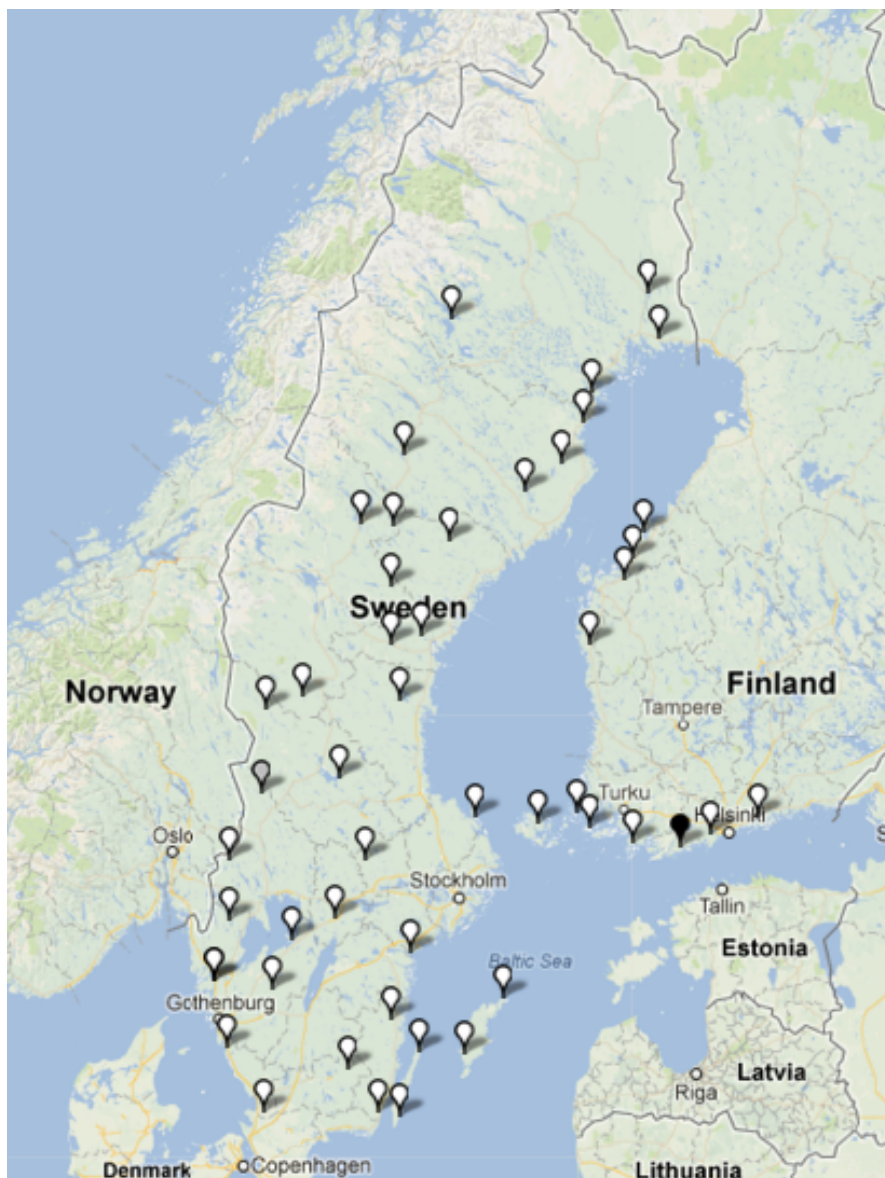 Sweden
Norway
Finland
Tampere
Turku
Helsinki
Oslo
Stockholm
Tallin
Baltic Sea
Estonia
Gothenburg
Latvia
Riga
Denmark
Copenhagen
Lithuania
S